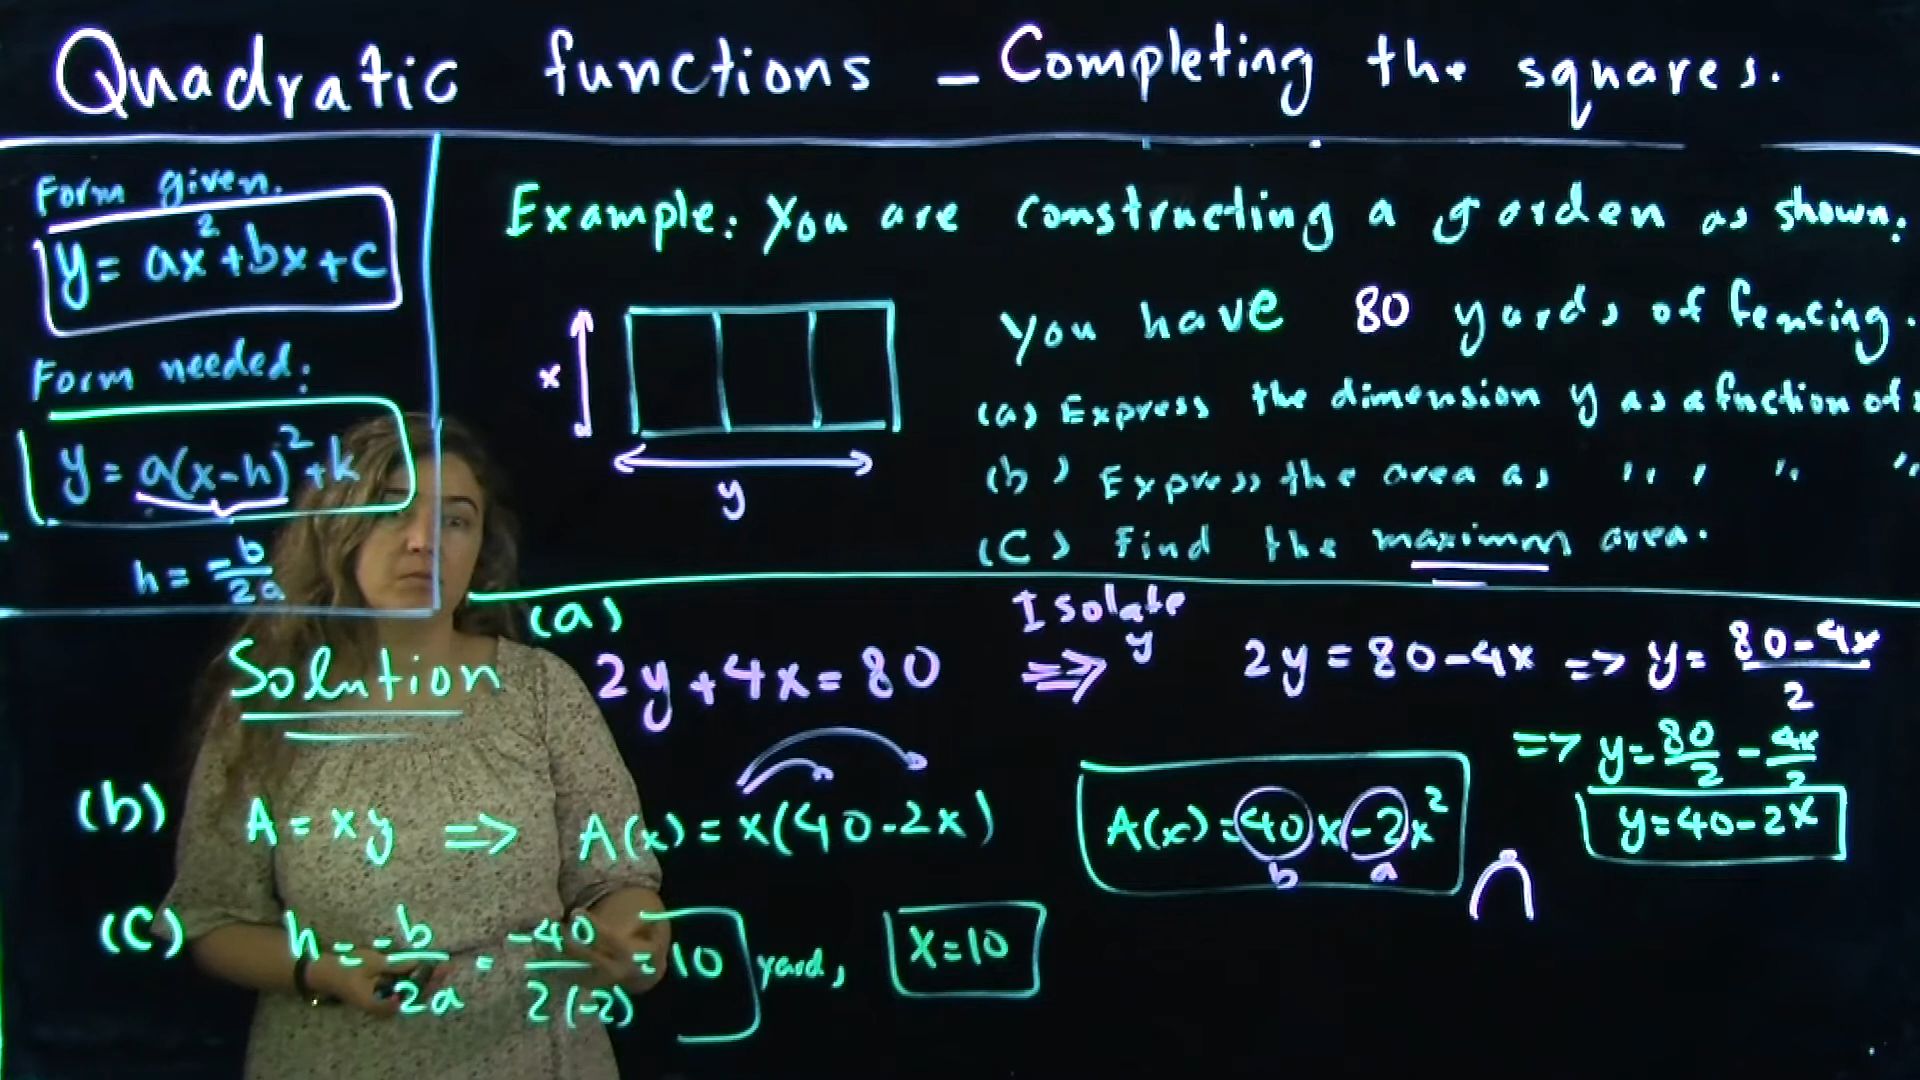 Quadratic functions - Completing the squares.
Form given.
y = ax²+bx+c
Form needed:
y = a(x-h)²+k
h = -b/2a
Example: You are constructing a garden as shown:
x
y
You have 80 yards of fencing.
(a) Express the dimension y as a fnction of
(b) Express the area as " " " "
(C) Find the maximum area.
Solution
(a)
2y+4x=80 => Isolate y 2y=80-4x => y= (80-4x)/2
=> y= 80/2 - 4x/2
y=40-2x
(b) A=xy => A(x)=x(40-2x) A(x)=40x-2x²
b a
(C) h = -b/2a = -40/2(-2) = 10 yard, x=10